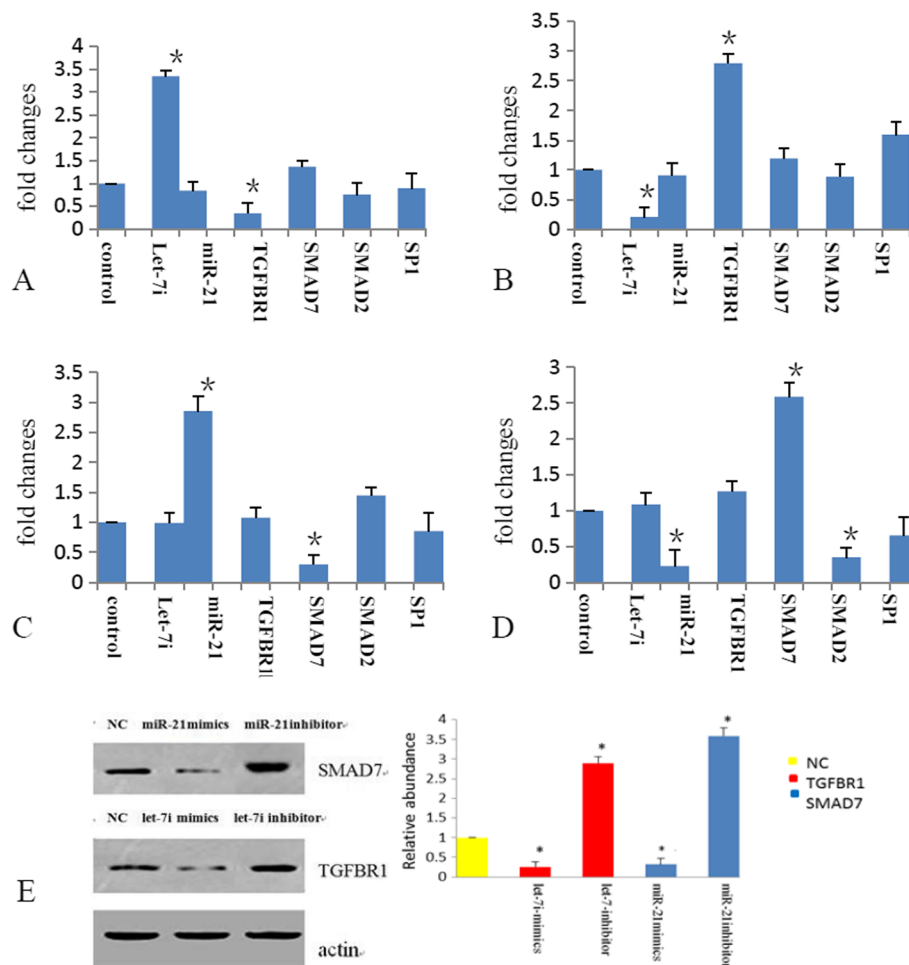 4
3.5
3
2.5
2
1.5
1
0.5
0
fold changes
*
*
control
Let-7i
miR-21
TGFBR1
SMAD7
SMAD2
SP1
A
3.5
3
2.5
2
1.5
1
0.5
0
fold changes
*
*
control
Let-7i
miR-21
TGFBR1
SMAD7
SMAD2
SP1
B
3.5
3
2.5
2
1.5
1
0.5
0
fold changes
*
*
control
Let-7i
miR-21
TGFBR1
SMAD7
SMAD2
SP1
C
3
2.5
2
1.5
1
0.5
0
fold changes
*
*
*
control
Let-7i
miR-21
TGFBR1
SMAD7
SMAD2
SP1
D
NC miR-21mimics miR-21inhibitor
SMAD7
NC let-7i mimics let-7i inhibitor
TGFBR1
actin
E
4
3.5
3
2.5
2
1.5
1
0.5
0
Relative abundance
*
*
*
*
let-7i-mimics
let-7-inhibitor
miR-21mimics
miR-21inhibitor
NC
TGFBR1
SMAD7